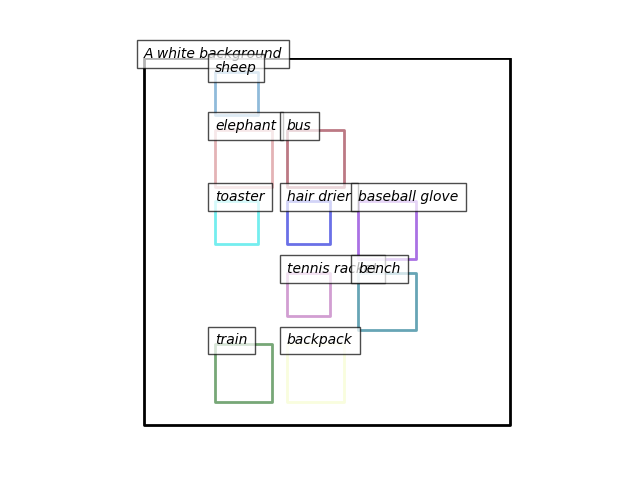 A white background
sheep
elephant
bus
toaster
hair drier
baseball glove
tennis racket
bench
train
backpack